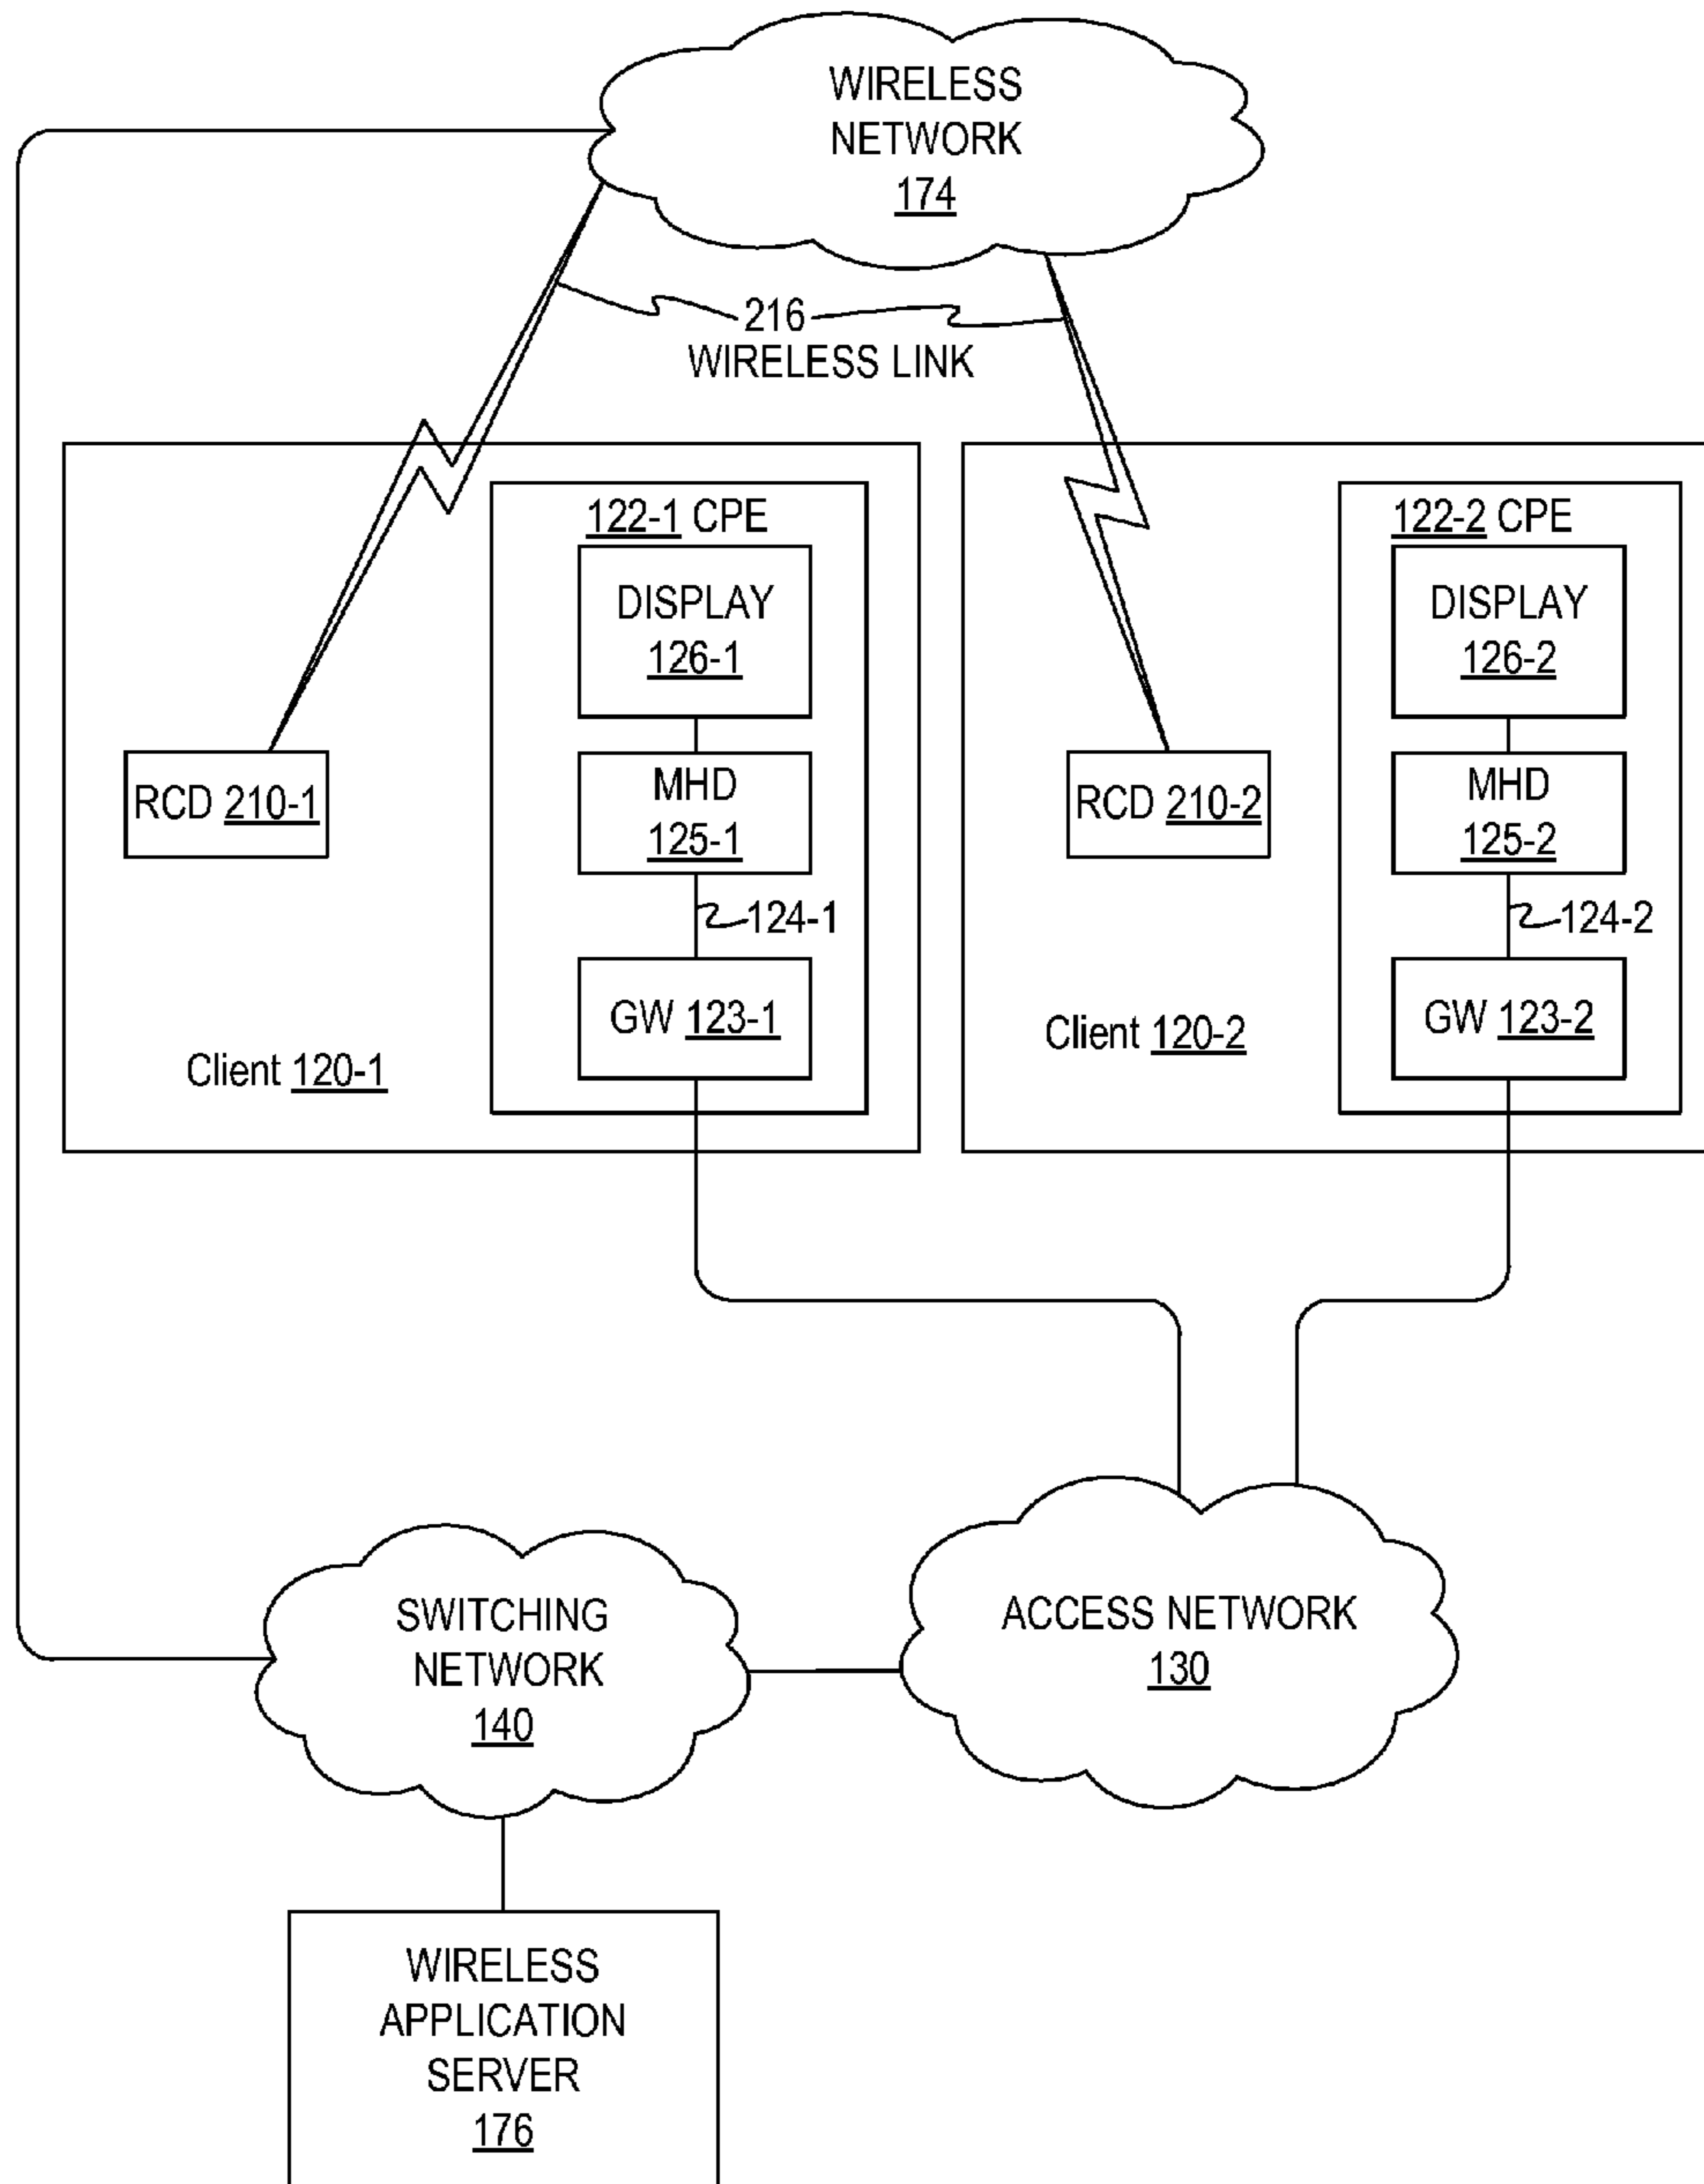 WIRELESS
NETWORK
174
216
WIRELESS LINK
122-1 CPE
DISPLAY
126-1
RCD 210-1
MHD
125-1
124-1
GW 123-1
Client 120-1
122-2 CPE
DISPLAY
126-2
RCD 210-2
MHD
125-2
124-2
GW 123-2
Client 120-2
SWITCHING
NETWORK
140
ACCESS NETWORK
130
WIRELESS
APPLICATION
SERVER
176